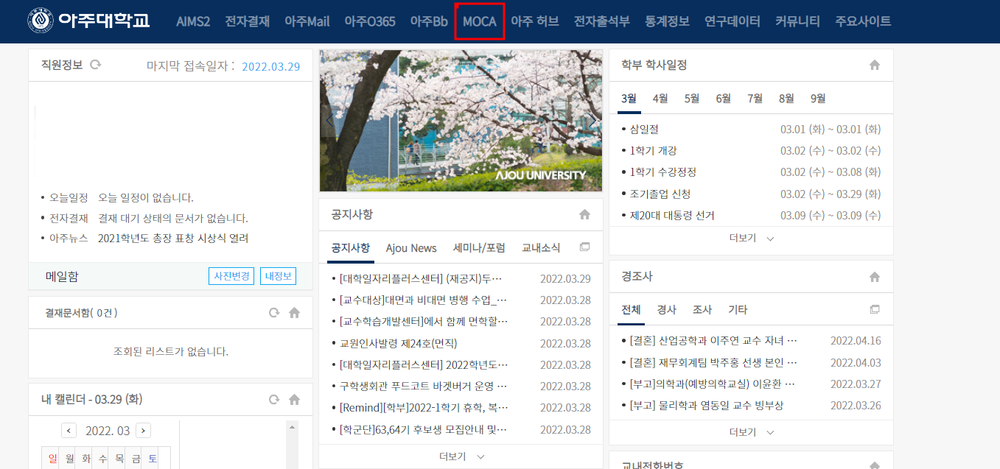 아주대학교 AIMS2 전자결재 아주Mail 아주O365 아주Bb MOCA 아주 허브 전자출석부 통계정보 연구데이터 커뮤니티 주요사이트
직원정보 마지막 접속일자 : 2022.03.29
• 오늘일정 오늘 일정이 없습니다.
• 전자결재 결재 대기 상태의 문서가 없습니다.
• 아주뉴스 2021학년도 총장 표창 시상식 열려
메일함 사진변경 내정보
결재문서함( 0건 )
조회된 리스트가 없습니다.
내 캘린더 - 03.29 (화)
2022. 03
일 월 화 수 목 금 토
AJOU UNIVERSITY
공지사항
공지사항 Ajou News 세미나/포럼 교내소식
• [대학일자리플러스센터] (재공지)두··· 2022.03.29
• [교수대상]대면과 비대면 병행 수업_··· 2022.03.28
• [교수학습개발센터]에서 함께 면학할··· 2022.03.28
• 교원인사발령 제24호(면직) 2022.03.28
• [대학일자리플러스센터] 2022학년도··· 2022.03.28
• 구학생회관 푸드코트 바겟버거 운영 ··· 2022.03.28
• [Remind][학부]2022-1학기 휴학, 복··· 2022.03.28
• [학군단]63,64기 후보생 모집안내 및··· 2022.03.28
더보기
학부 학사일정
3월 4월 5월 6월 7월 8월 9월
• 삼일절 03.01 (화) ~ 03.01 (화)
• 1학기 개강 03.02 (수) ~ 03.02 (수)
• 1학기 수강정정 03.02 (수) ~ 03.08 (화)
• 조기졸업 신청 03.02 (수) ~ 03.29 (화)
• 제20대 대통령 선거 03.09 (수) ~ 03.09 (수)
더보기
경조사
전체 경사 조사 기타
• [결혼] 산업공학과 이주연 교수 자녀 ··· 2022.04.16
• [결혼] 재무회계팀 박주홍 선생 본인 ··· 2022.04.03
• [부고]의학과(예방의학교실) 이윤환 ··· 2022.03.27
• [부고] 물리학과 염동일 교수 빙부상 2022.03.26
더보기
교내전화번호